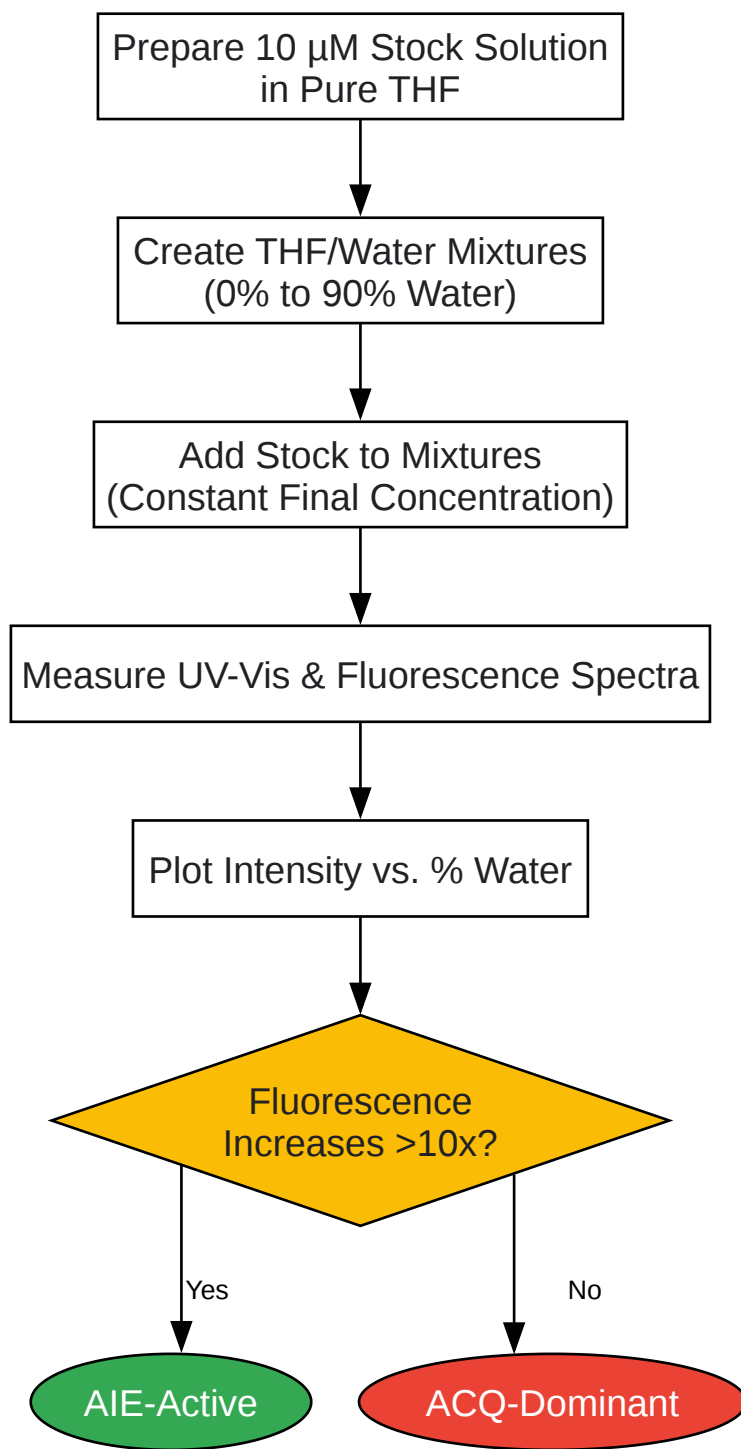 Prepare 10 µM Stock Solution
in Pure THF
Create THF/Water Mixtures
(0% to 90% Water)
Add Stock to Mixtures
(Constant Final Concentration)
Measure UV-Vis & Fluorescence Spectra
Plot Intensity vs. % Water
Fluorescence
Increases >10x?
Yes
No
AIE-Active
ACQ-Dominant